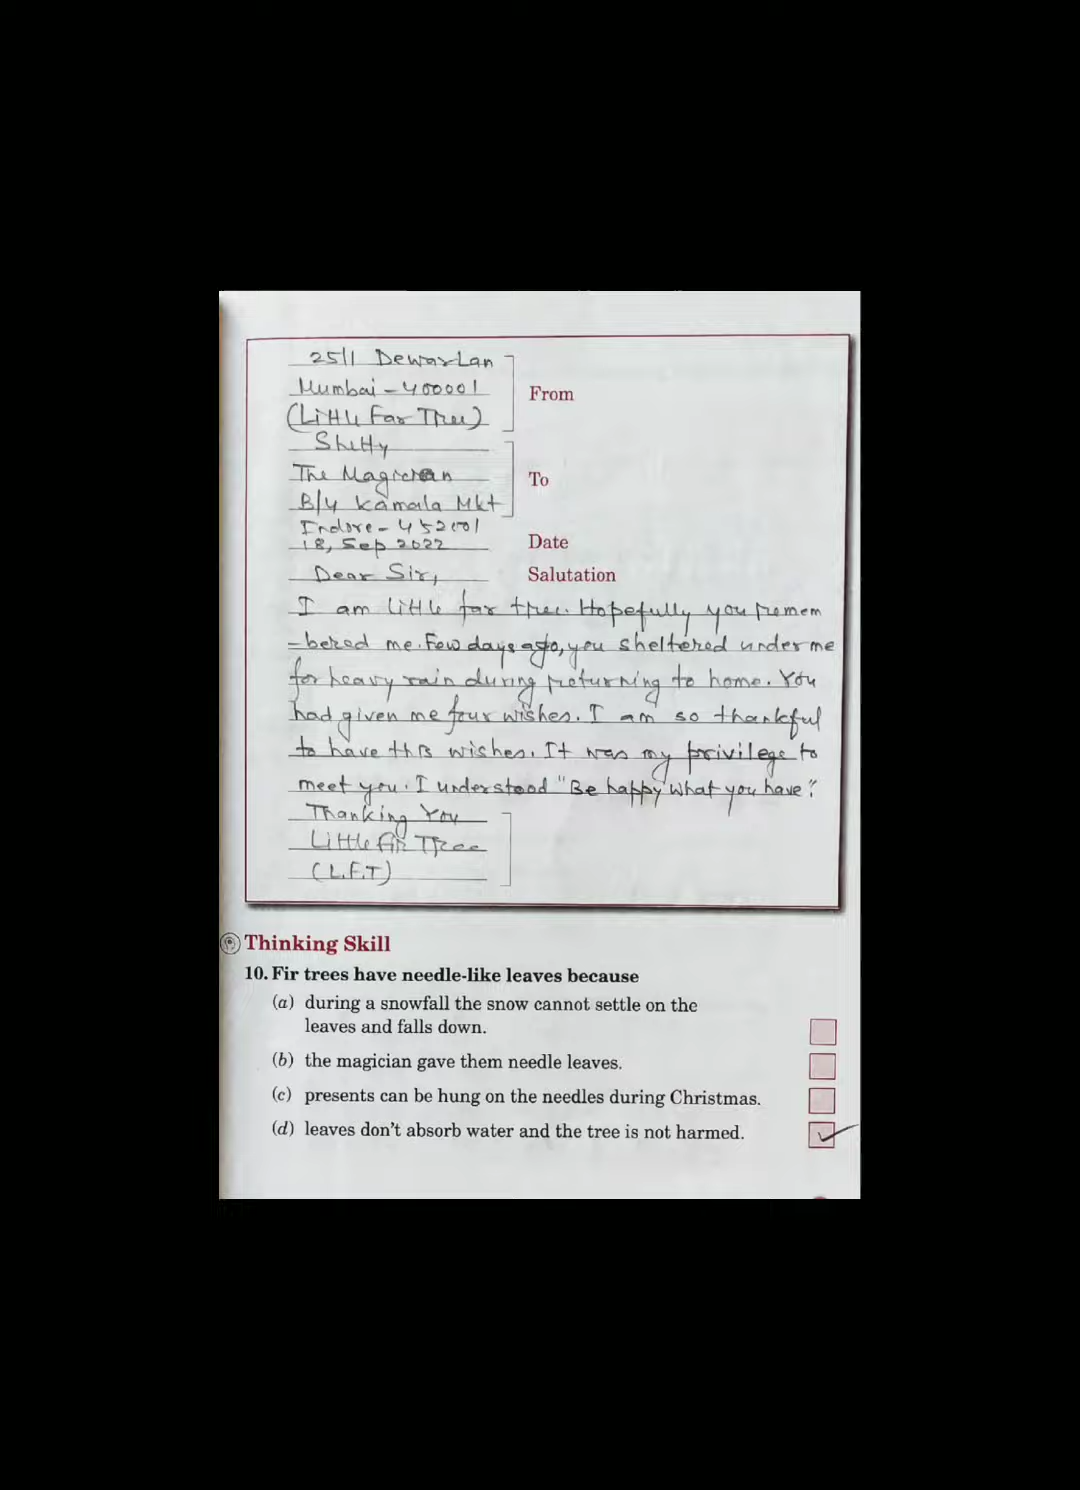 2511 Dewas Lan
Mumbai - 400001
From
(Little Far Tree)
Shetty
The Magician
To
B/4 Kamala Mkt
Indore - 452001
18, Sep 2022
Date
Dear Sir,
Salutation
I am little far tree. Hopefully you remem
-bered me. Few days ago, you sheltered under me
for heavy rain during returning to home. You
had given me four wishes. I am so thankful
to have this wishes. It was my privilege to
meet you. I understood "Be happy what you have".
Thanking You
Little Fir Tree
(L.F.T)
Thinking Skill
10. Fir trees have needle-like leaves because
(a) during a snowfall the snow cannot settle on the
leaves and falls down.
(b) the magician gave them needle leaves.
(c) presents can be hung on the needles during Christmas.
(d) leaves don't absorb water and the tree is not harmed.